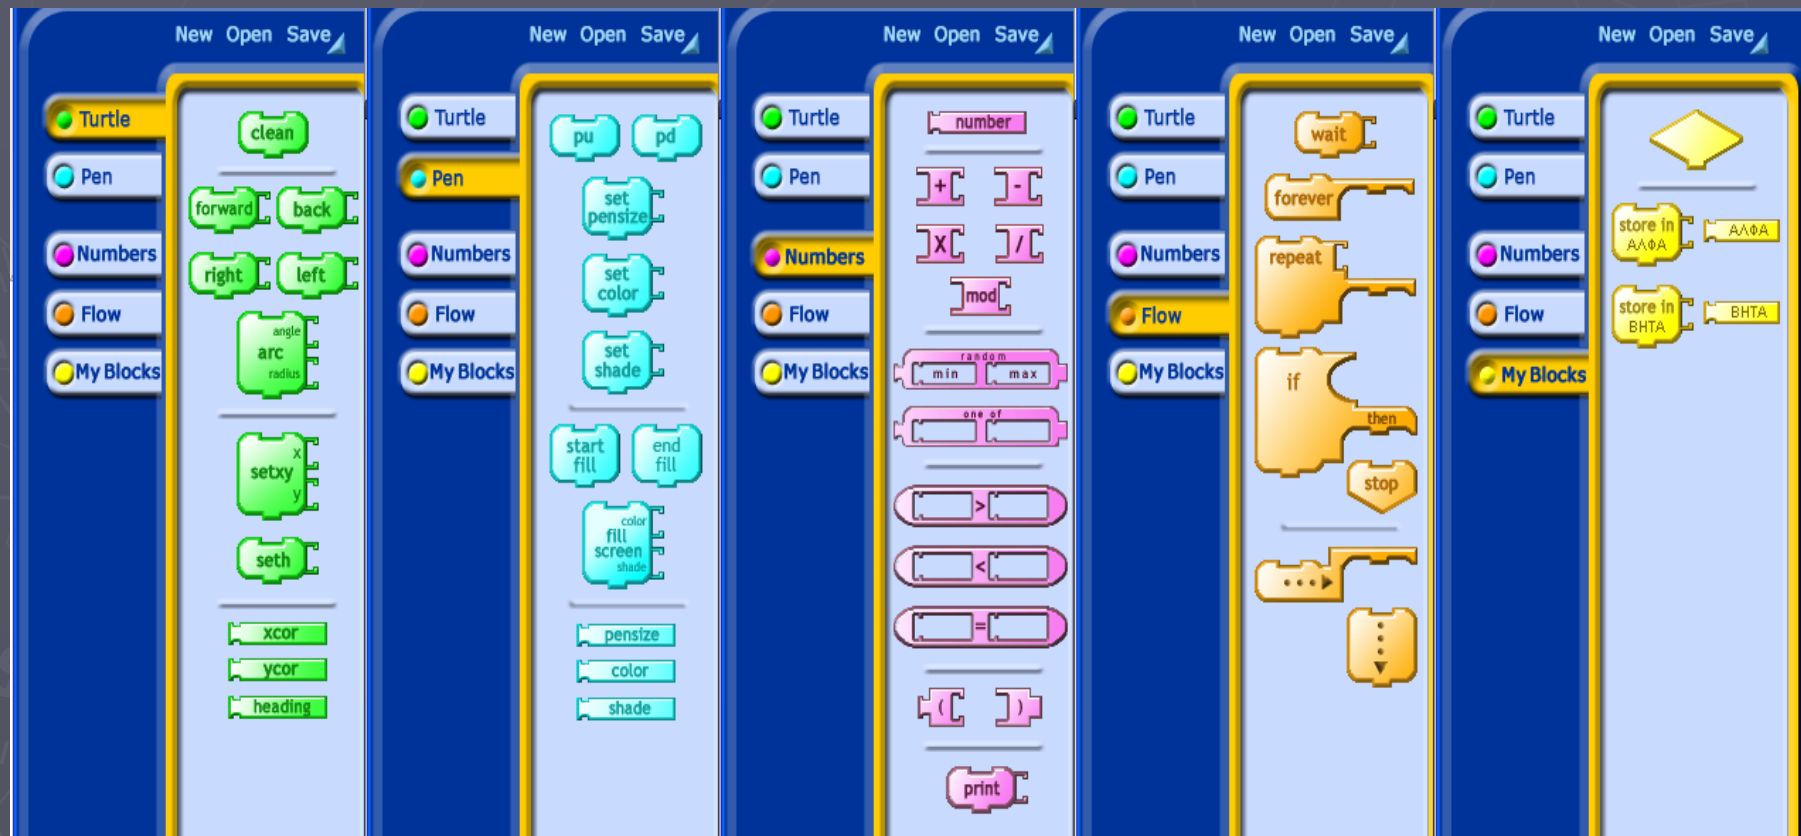 New Open Save
Turtle
Pen
Numbers
Flow
My Blocks
clean
forward back
right left
angle
arc
radius
x
setxy
y
seth
xcor
ycor
heading
New Open Save
Turtle
Pen
Numbers
Flow
My Blocks
pu pd
set
pensize
set
color
set
shade
start
fill
end
fill
color
fill
screen
shade
pensize
color
shade
New Open Save
Turtle
Pen
Numbers
Flow
My Blocks
number
+ -
X /
mod
random
min max
one of
>
<
=
( )
print
New Open Save
Turtle
Pen
Numbers
Flow
My Blocks
wait
forever
repeat
if
then
stop
New Open Save
Turtle
Pen
Numbers
Flow
My Blocks
store in
ΑΛΦΑ
ΑΛΦΑ
store in
ΒΗΤΑ
ΒΗΤΑ